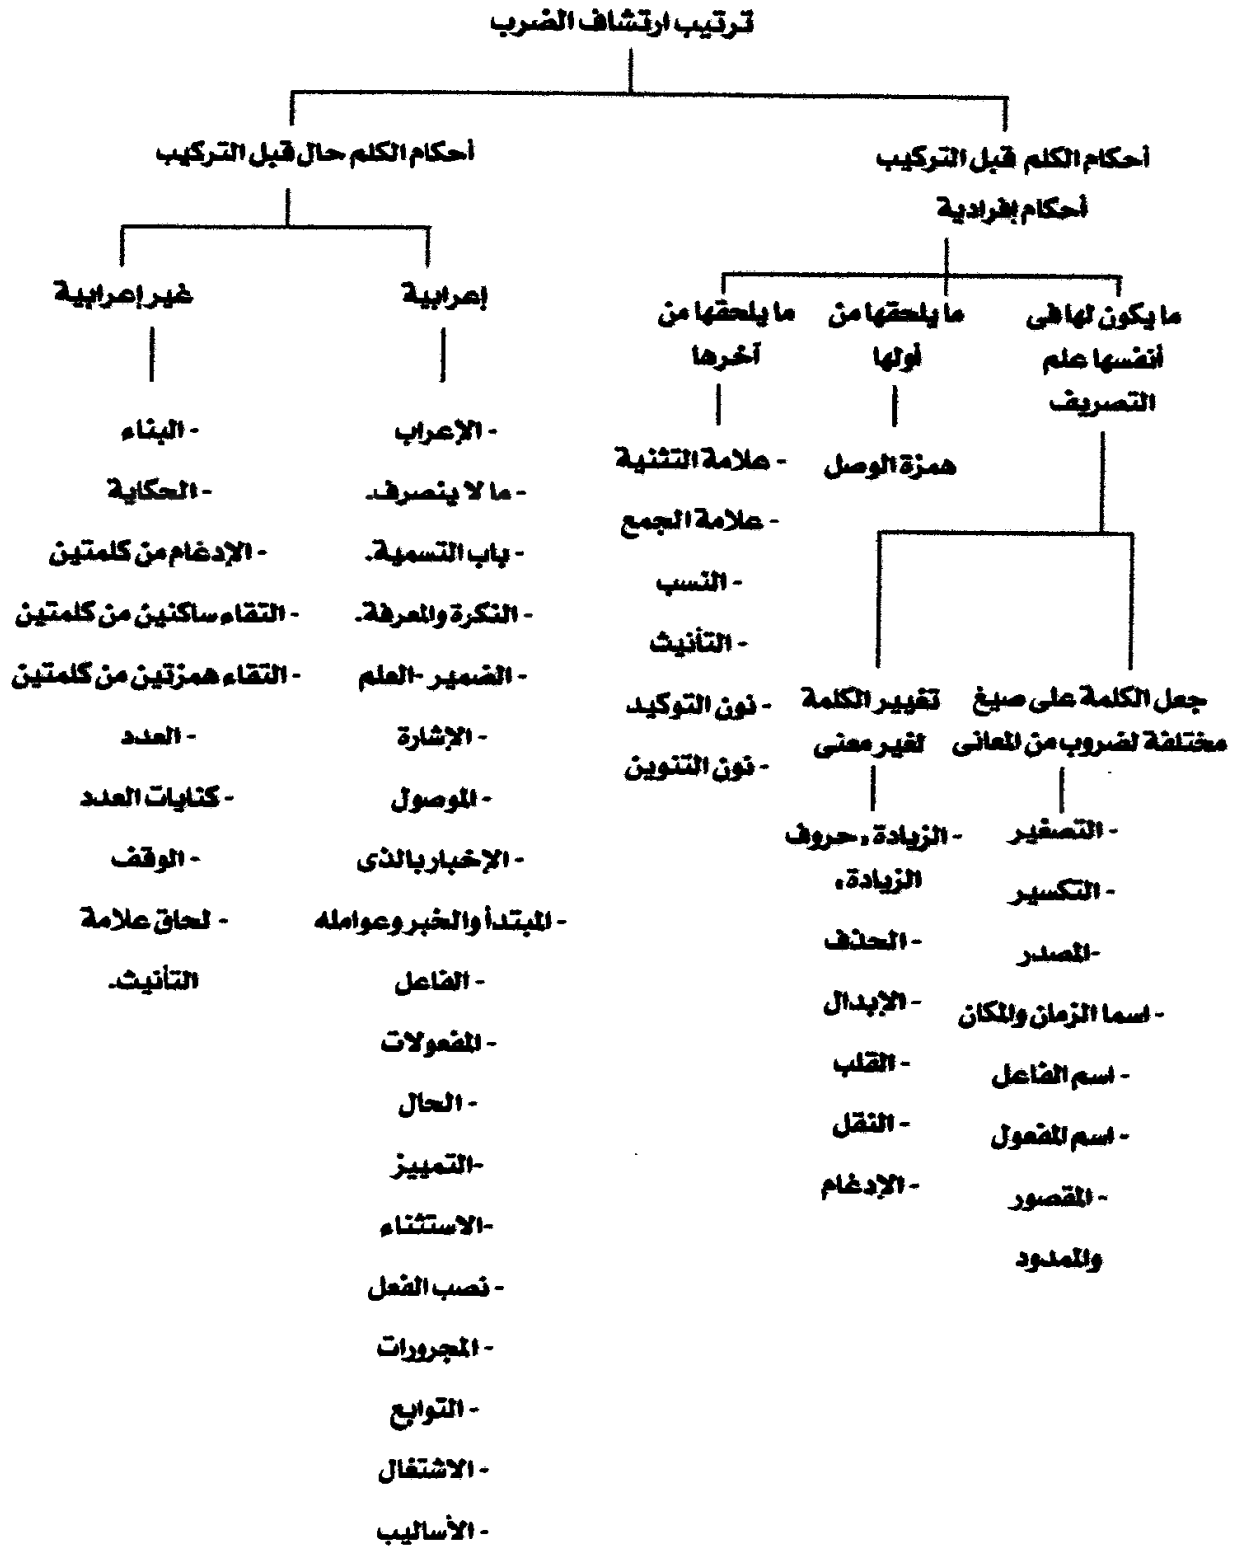 ترتيب ارتشاف الضرب
أحكام الكلم قبل التركيب
أحكام إفرادية
ما يكون لها فى
أنفسها علم
التصريف
جعل الكلمة على صيغ
مختلفة لضروب من المعانى
- التصغير
- التكسير
-المصدر
- اسما الزمان والمكان
- اسم الفاعل
- اسم المفعول
- المقصور
والممدود
تغيير الكلمة
لغير معنى
- الزيادة، حروف
الزيادة،
- الحذف
- الإبدال
- القلب
- النقل
- الإدغام
ما يلحقها من
أولها
همزة الوصل
ما يلحقها من
آخرها
- علامة التثنية
- علامة الجمع
- النسب
- التأنيث
- نون التوكيد
- نون التنوين
أحكام الكلم حال قبل التركيب
إعرابية
- الإعراب
- ما لا ينصرف.
- باب التسمية.
- النكرة والمعرفة.
- الضمير -العلم
- الإشارة
- الموصول
- الإخبار بالذى
- المبتدأ والخبر وعوامله
- الفاعل
- المفعولات
- الحال
-التمييز
-الاستثناء
- نصب الفعل
- المجرورات
- التوابع
- الاشتغال
- الأساليب
غير إعرابية
- البناء
- الحكاية
- الإدغام من كلمتين
- التقاء ساكنين من كلمتين
- التقاء همزتين من كلمتين
- العدد
- كنايات العدد
- الوقف
- لحاق علامة
التأنيث.